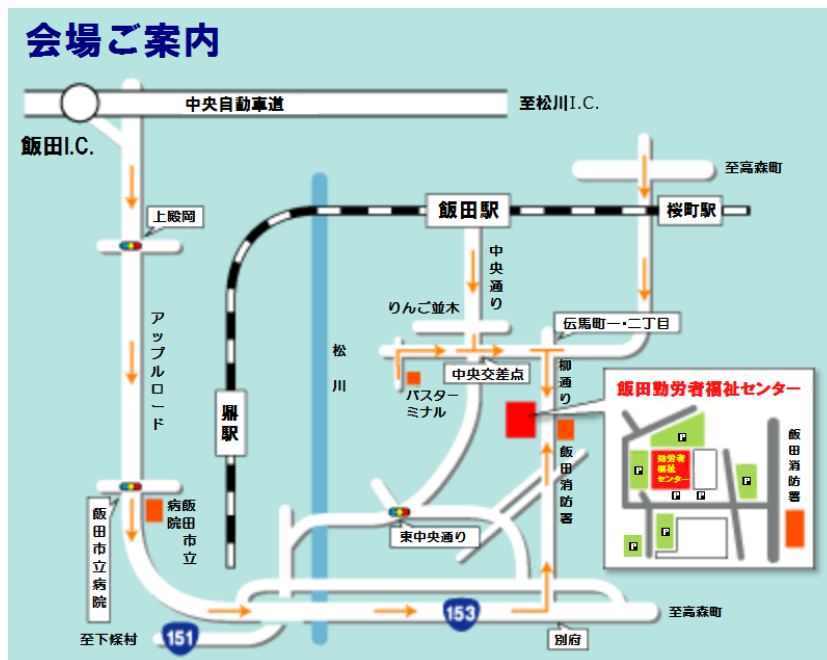 会場ご案内
中央自動車道
至松川I.C.
飯田I.C.
至高森町
飯田駅
桜町駅
上殿岡
中央通り
りんご並木
伝馬町一・二丁目
アップルロード
松川
中央交差点
柳通り
バスター
ミナル
飯田勤労者福祉センター
鼎駅
飯田消防署
P
勤労者
福祉
センター
P
P
P
P
P
P
飯田消防署
飯田市立
病院
飯田市立病院
東中央通り
153
至高森町
別府
至下條村
151